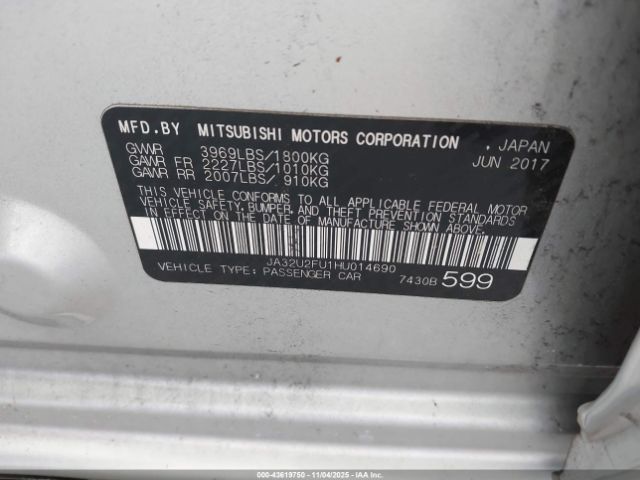 MFD.BY MITSUBISHI MOTORS CORPORATION , JAPAN
GVWR 3969LBS/1800KG JUN 2017
GAWR FR 2227LBS/1010KG
GAWR RR 2007LBS/ 910KG
THIS VEHICLE CONFORMS TO ALL APPLICABLE FEDERAL MOTOR
VEHICLE SAFETY, BUMPER, AND THEFT PREVENTION STANDARDS
IN EFFECT ON THE DATE OF MANUFACTURE SHOWN ABOVE.
JA32U2FU1HU014690
VEHICLE TYPE: PASSENGER CAR 7430B 599
000-43619750 - 11/04/2025 - IAA Holdings, LLC.